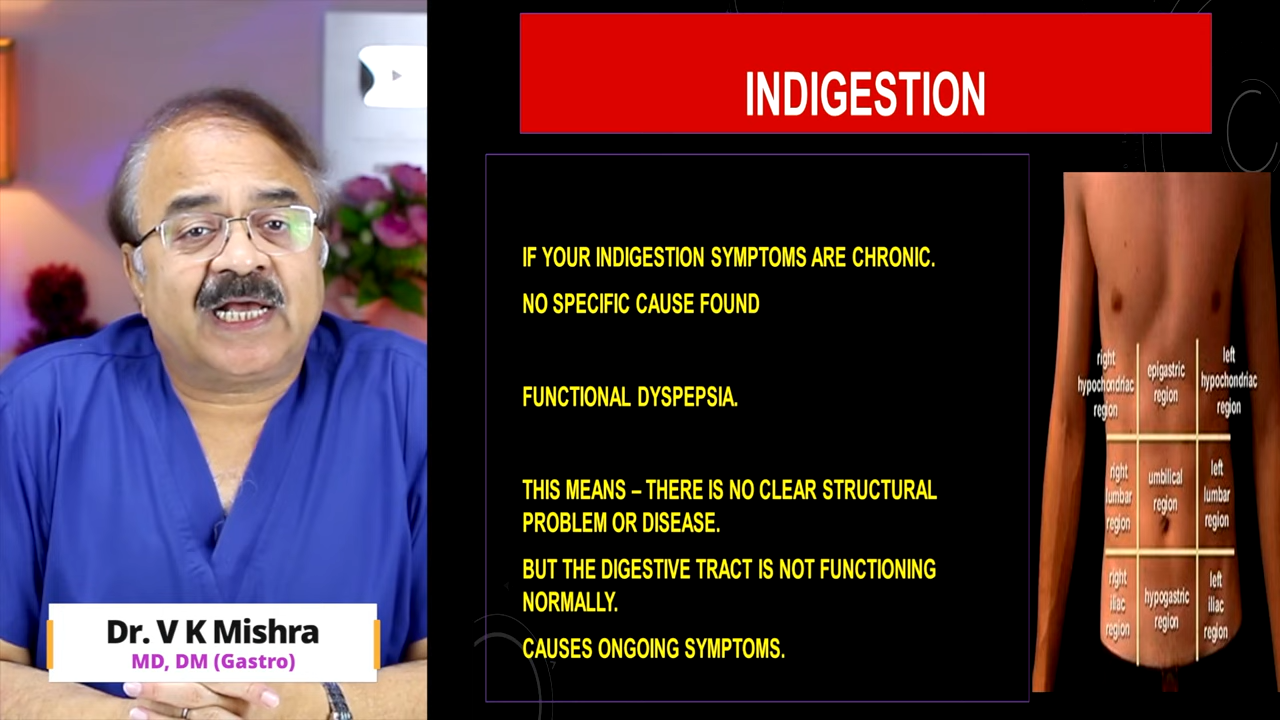 INDIGESTION
IF YOUR INDIGESTION SYMPTOMS ARE CHRONIC.
NO SPECIFIC CAUSE FOUND
FUNCTIONAL DYSPEPSIA.
THIS MEANS – THERE IS NO CLEAR STRUCTURAL
PROBLEM OR DISEASE.
BUT THE DIGESTIVE TRACT IS NOT FUNCTIONING
NORMALLY.
CAUSES ONGOING SYMPTOMS.
right
hypochondriac
region
epigastric
region
left
hypochondriac
region
right
lumbar
region
umbilical
region
left
lumbar
region
right
iliac
region
hypogastric
region
left
iliac
region
Dr. V K Mishra
MD, DM (Gastro)